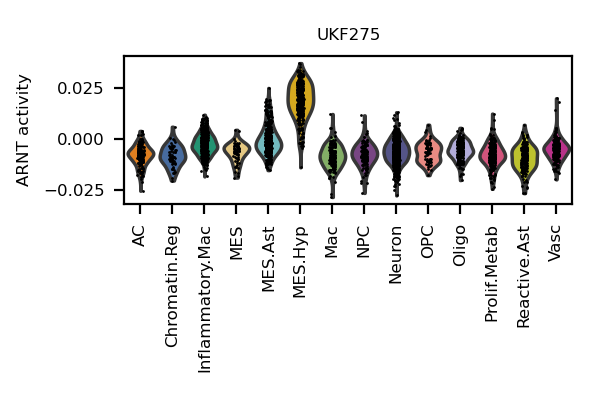 UKF275
ARNT activity
0.025
0.000
−0.025
AC
Chromatin.Reg
Inflammatory.Mac
MES
MES.Ast
MES.Hyp
Mac
NPC
Neuron
OPC
Oligo
Prolif.Metab
Reactive.Ast
Vasc